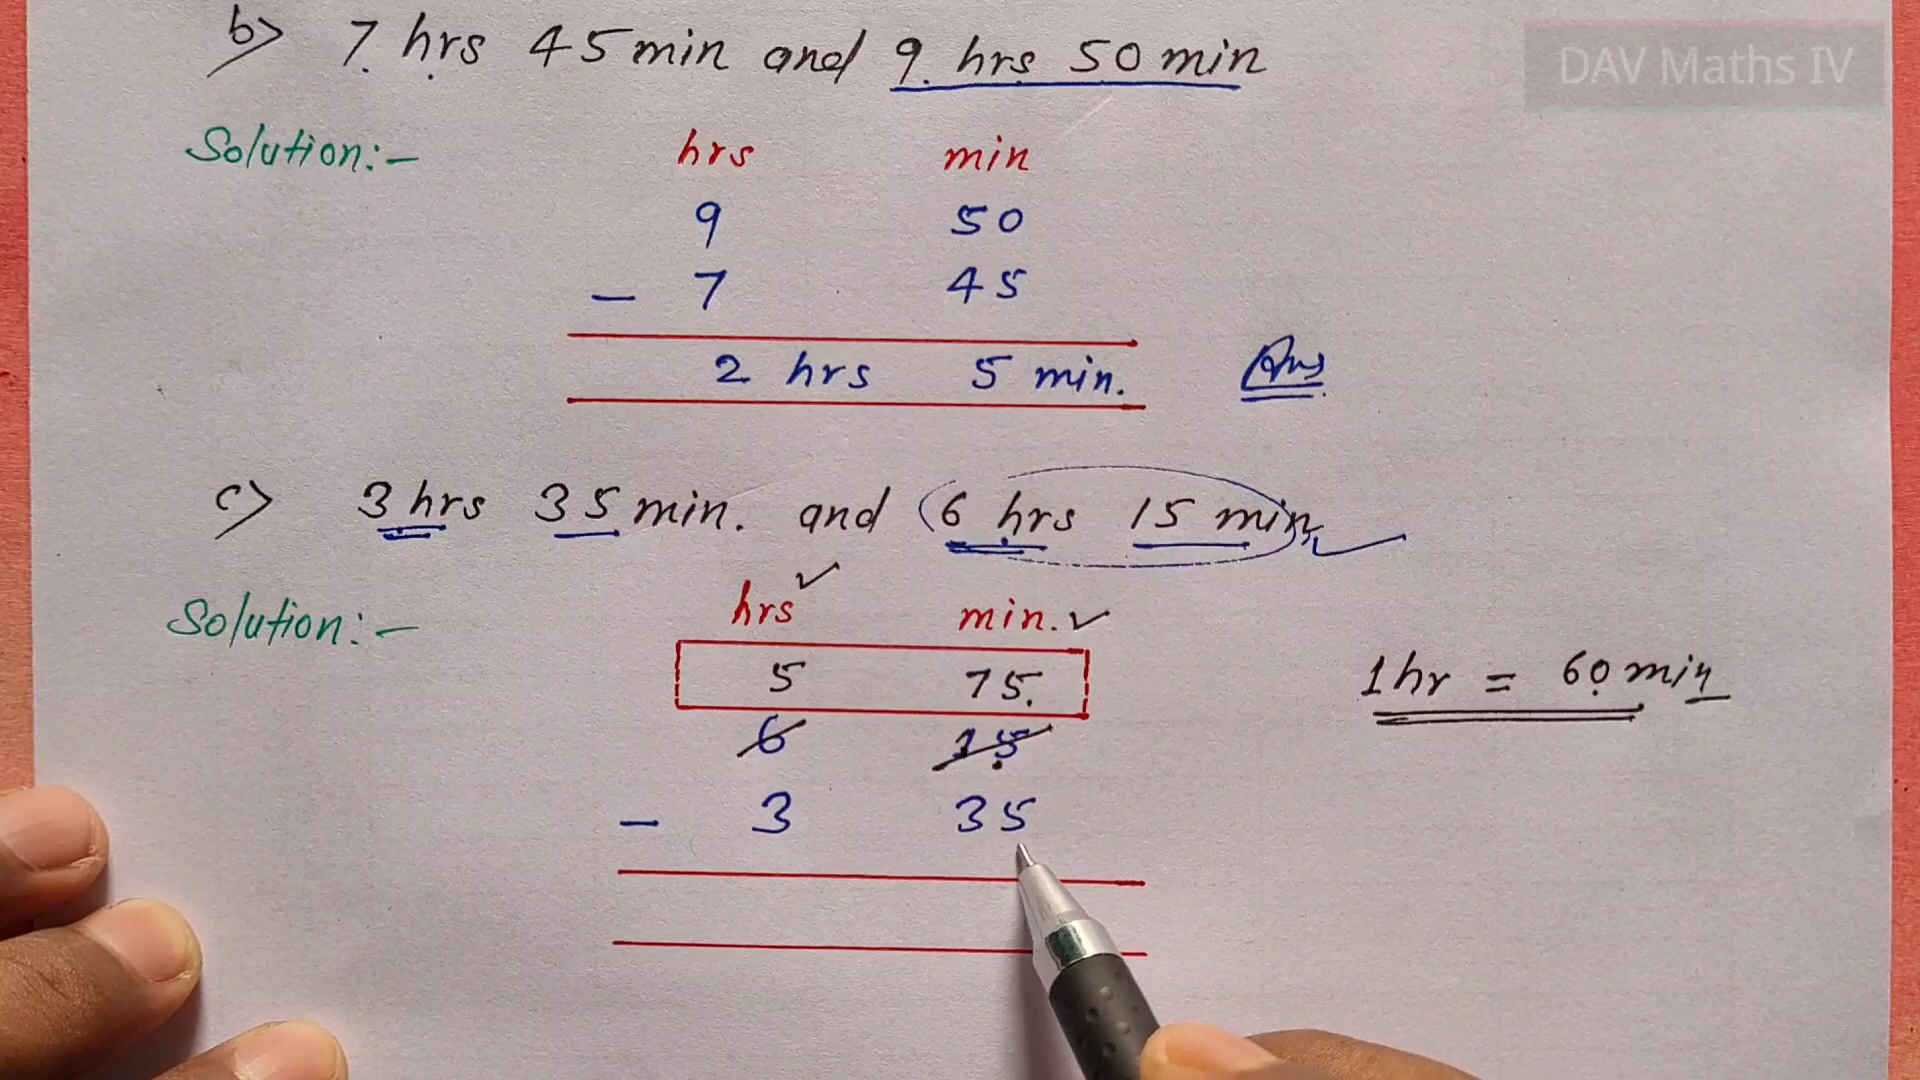 b) 7 hrs 45 min and 9 hrs 50 min
DAV Maths IV
Solution:-
hrs min
9 50
- 7 45
2 hrs 5 min. Ans
c) 3 hrs 35 min. and 6 hrs 15 min
Solution:-
hrs min.
5 75.
6 15
1 hr = 60 min
- 3 35